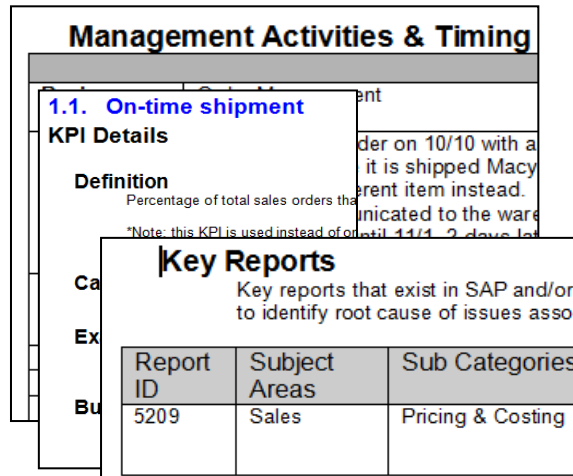 Management Activities & Timing
ent
1.1. On-time shipment
KPI Details
der on 10/10 with a
it is shipped Macy
Definition
erent item instead.
Percentage of total sales orders tha
unicated to the ware
*Note: this KPI is used instead of or
ntil 11/1, 2 days lat
Key Reports
Ca
Key reports that exist in SAP and/or
to identify root cause of issues asso
Ex
Report ID
Subject Areas
Sub Categories
Bu
5209
Sales
Pricing & Costing